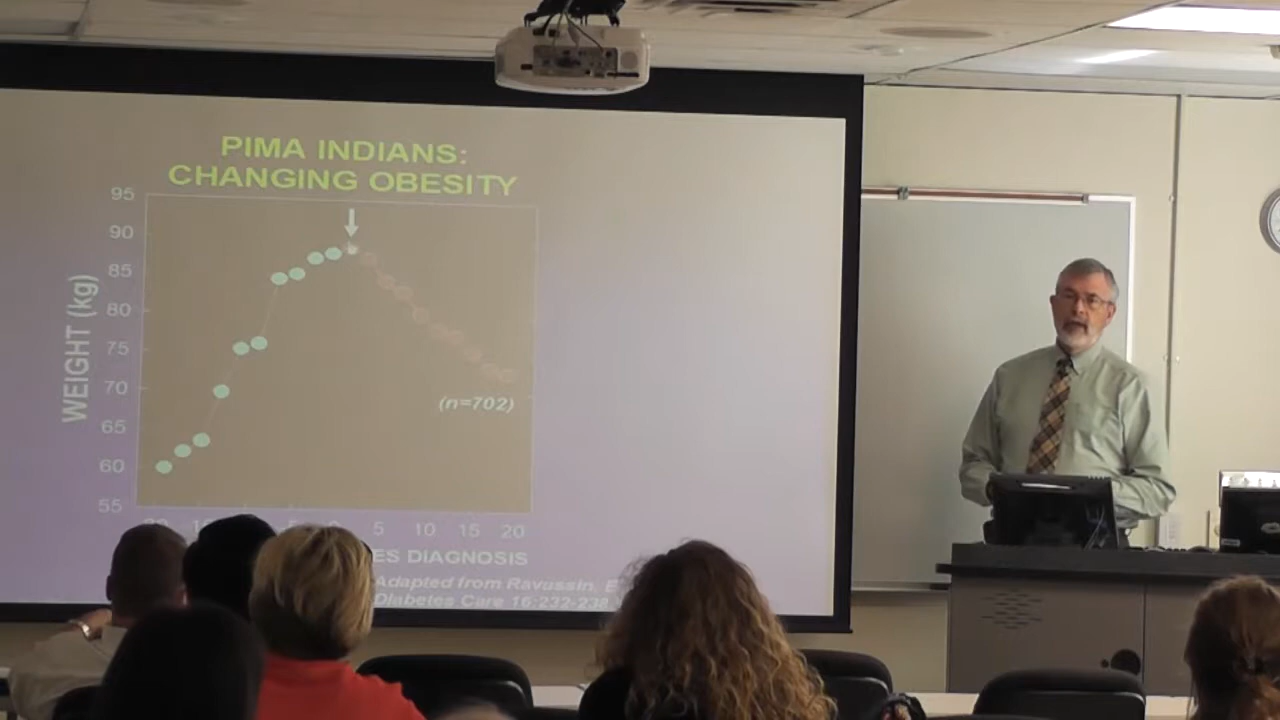 PIMA INDIANS:
CHANGING OBESITY
95
90
85
80
75
70
65
60
55
WEIGHT (kg)
(n=702)
5 10 15 20
ES DIAGNOSIS
Adapted from Ravussin, E
Diabetes Care 16:232-238